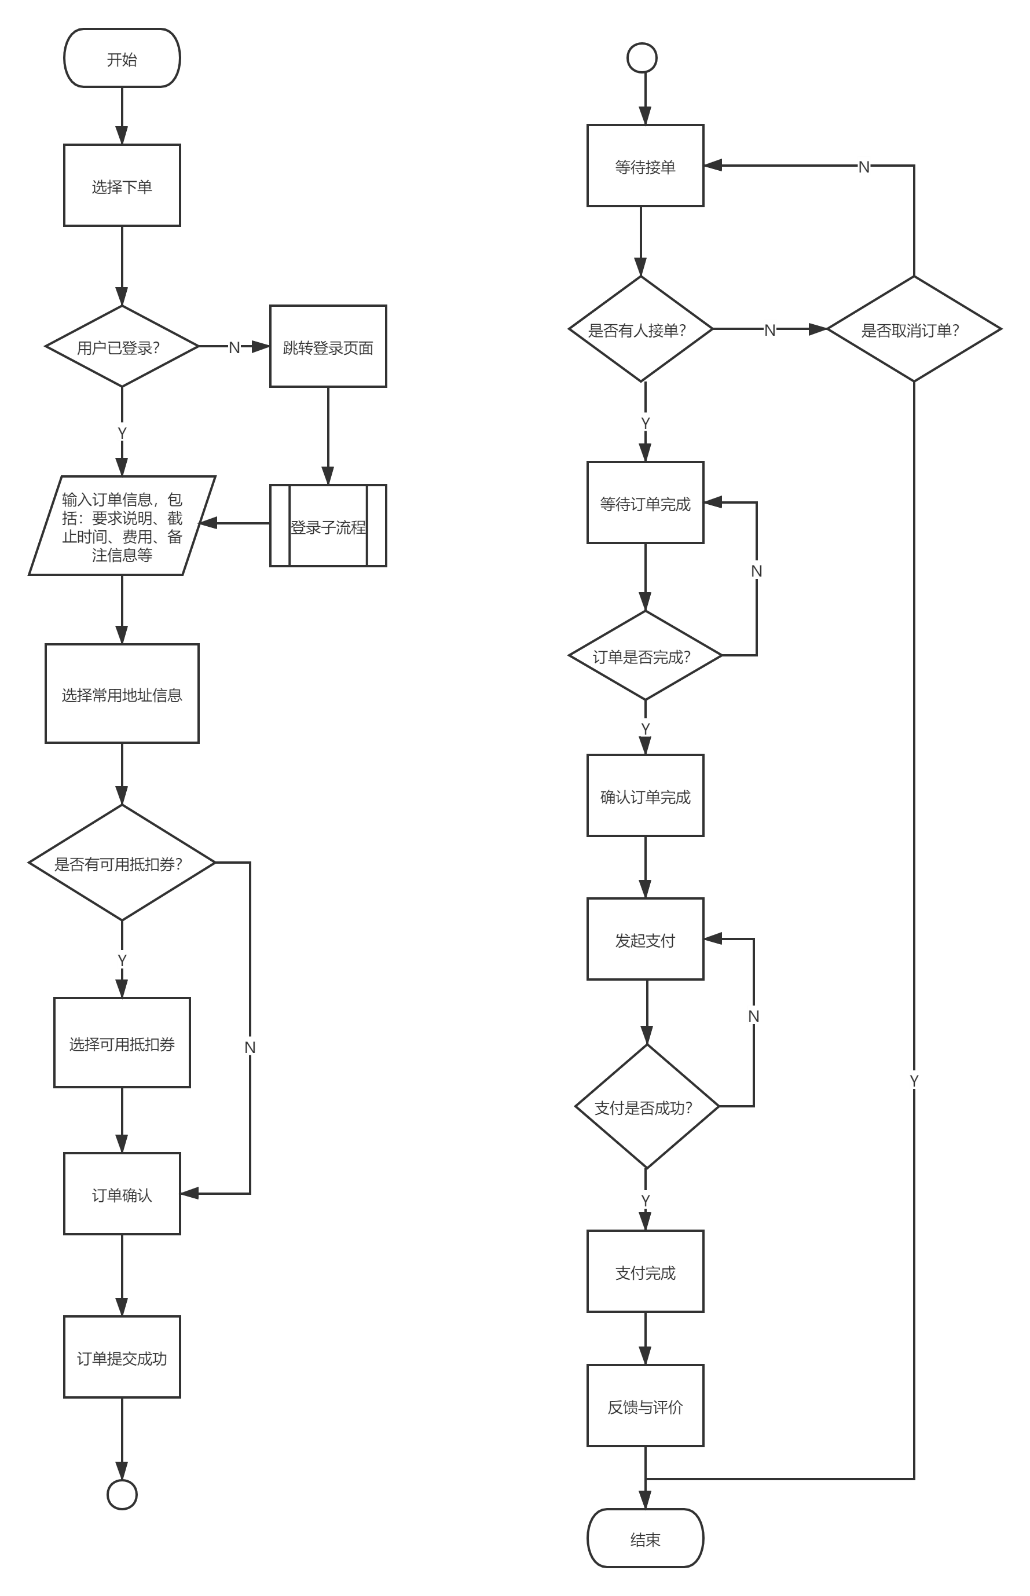 开始
选择下单
用户已登录?
N
跳转登录页面
Y
输入订单信息，包
括：要求说明、截
止时间、费用、备
注信息等
登录子流程
选择常用地址信息
是否有可用抵扣券?
Y
选择可用抵扣券
N
订单确认
订单提交成功
等待接单
N
是否有人接单?
N
是否取消订单?
Y
等待订单完成
N
订单是否完成?
Y
确认订单完成
发起支付
N
支付是否成功?
Y
Y
支付完成
反馈与评价
结束